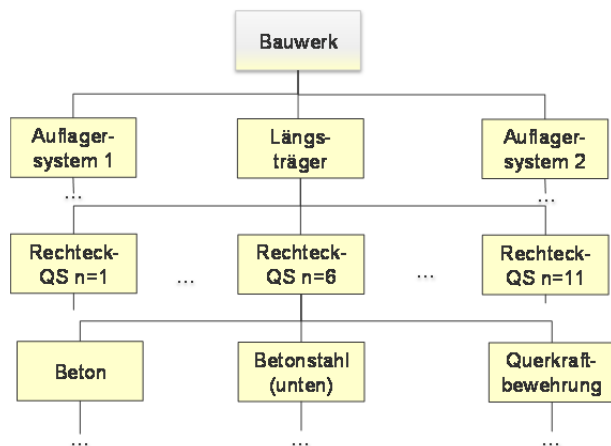 Bauwerk
Auflager-
system 1
Längs-
träger
Auflager-
system 2
...
...
Rechteck-
QS n=1
...
Rechteck-
QS n=6
...
Rechteck-
QS n=11
Beton
Betonstahl
(unten)
Querkraft-
bewehrung
...
...
...